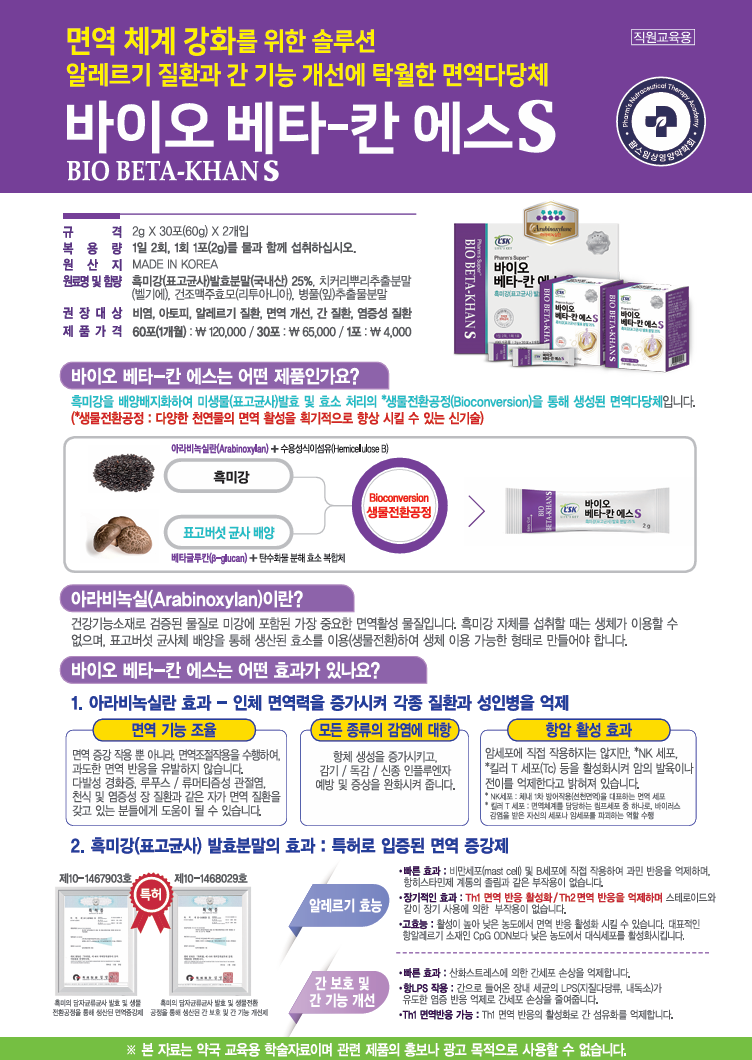 면역 체계 강화를 위한 솔루션
직원교육용
알레르기 질환과 간 기능 개선에 탁월한 면역다당체
바이오 베타-칸 에스S
BIO BETA-KHAN S
Pharm's Nutraceutical Therapy Academy
팜스임상영양약학회
규 격 2g X 30포(60g) X 2개입
복 용 량 1일 2회, 1회 1포(2g)를 물과 함께 섭취하십시오.
원 산 지 MADE IN KOREA
원료명 및 함량 흑미강(표고균사)발효분말(국내산) 25%, 치커리뿌리추출분말
(벨기에), 건조맥주효모(리투아니아), 병풀(잎)추출물분말
권 장 대 상 비염, 아토피, 알레르기 질환, 면역 개선, 간 질환, 염증성 질환
제 품 가 격 60포(1개월) : ₩ 120,000 / 30포 : ₩ 65,000 / 1포 : ₩ 4,000
Arabinoxylane
LSK
Pharm's Super
바이오
베타-칸 에스
BIO BETA-KHAN S
바이오
베타-칸 에스 S
바이오
베타-칸 에스 S
바이오 베타-칸 에스는 어떤 제품인가요?
흑미강을 배양배지화하여 미생물(표고균사)발효 및 효소 처리의 *생물전환공정(Bioconversion)을 통해 생성된 면역다당체입니다.
(*생물전환공정 : 다양한 천연물의 면역 활성을 획기적으로 향상 시킬 수 있는 신기술)
아라비녹실란(Arabinoxylan) + 수용성식이섬유(Hemicellulose B)
흑미강
Bioconversion
생물전환공정
표고버섯 균사 배양
베타글루칸(β-glucan) + 탄수화물 분해 효소 복합체
BIO BETA-KHAN S
LSK
바이오
베타-칸 에스 S
2 g
아라비녹실(Arabinoxylan)이란?
건강기능소재로 검증된 물질로 미강에 포함된 가장 중요한 면역활성 물질입니다. 흑미강 자체를 섭취할 때는 생체가 이용할 수
없으며, 표고버섯 균사체 배양을 통해 생산된 효소를 이용(생물전환)하여 생체 이용 가능한 형태로 만들어야 합니다.
바이오 베타-칸 에스는 어떤 효과가 있나요?
1. 아라비녹실란 효과 - 인체 면역력을 증가시켜 각종 질환과 성인병을 억제
면역 기능 조율
면역 증강 작용 뿐 아니라, 면역조절작용을 수행하여,
과도한 면역 반응을 유발하지 않습니다.
다발성 경화증, 루푸스 / 류머티즘성 관절염,
천식 및 염증성 장 질환과 같은 자가 면역 질환을
갖고 있는 분들에게 도움이 될 수 있습니다.
모든 종류의 감염에 대항
항체 생성을 증가시키고,
감기 / 독감 / 신종 인플루엔자
예방 및 증상을 완화시켜 줍니다.
항암 활성 효과
암세포에 직접 작용하지는 않지만, *NK 세포,
*킬러 T 세포(Tc) 등을 활성화시켜 암의 발육이나
전이를 억제한다고 밝혀져 있습니다.
* NK세포 : 체내 1차 방어작용(선천면역)을 대표하는 면역 세포
* 킬러 T 세포 : 면역체계를 담당하는 림프세포 중 하나로, 바이러스
감염을 받은 자신의 세포나 암세포를 파괴하는 역할 수행
2. 흑미강(표고균사) 발효분말의 효과 : 특허로 입증된 면역 증강제
제10-1467903호
특허
제10-1468029호
흑미의 담자균류균사 발효 및 생물
전환공정을 통해 생산된 면역증강제
흑미의 담자균류균사 발효 및 생물전환
공정을 통해 생산된 간 보호 및 간 기능 개선제
알레르기 효능
• 빠른 효과 : 비만세포(mast cell) 및 B세포에 직접 작용하여 과민 반응을 억제하며,
항히스타민제 계통의 졸림과 같은 부작용이 없습니다.
• 장기적인 효과 : Th1 면역 반응 활성화 / Th2 면역 반응을 억제하며 스테로이드와
같이 장기 사용에 의한 부작용이 없습니다.
• 고효능 : 활성이 높아 낮은 농도에서 면역 반응 활성화 시킬 수 있습니다. 대표적인
항알레르기 소재인 CpG ODN보다 낮은 농도에서 대식세포를 활성화시킵니다.
간 보호 및
간 기능 개선
• 빠른 효과 : 산화스트레스에 의한 간세포 손상을 억제합니다.
• 항LPS 작용 : 간으로 들어온 장내 세균의 LPS(지질다당류, 내독소)가
유도한 염증 반응 억제로 간세포 손상을 줄여줍니다.
• Th1 면역반응 가능 : Th1 면역 반응의 활성화로 간 섬유화를 억제합니다.
※ 본 자료는 약국 교육용 학술자료이며 관련 제품의 홍보나 광고 목적으로 사용할 수 없습니다.